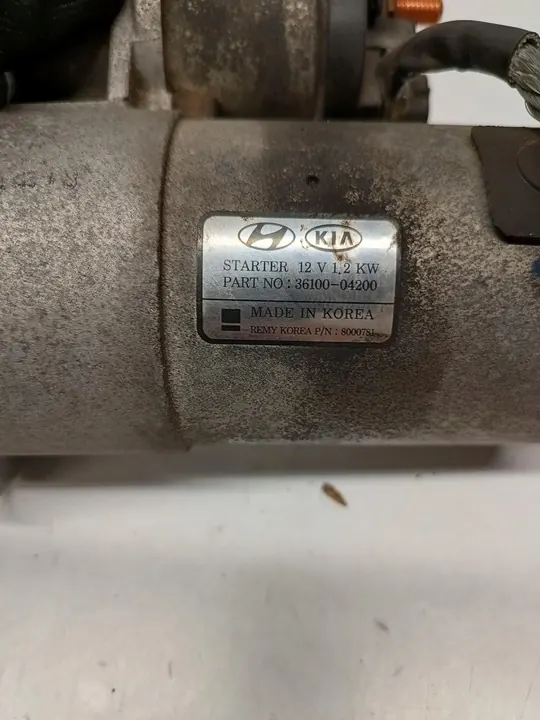 KIA
STARTER 12 V 1,2 KW
PART NO : 36100-04200
MADE IN KOREA
REMY KOREA P/N : 8000781